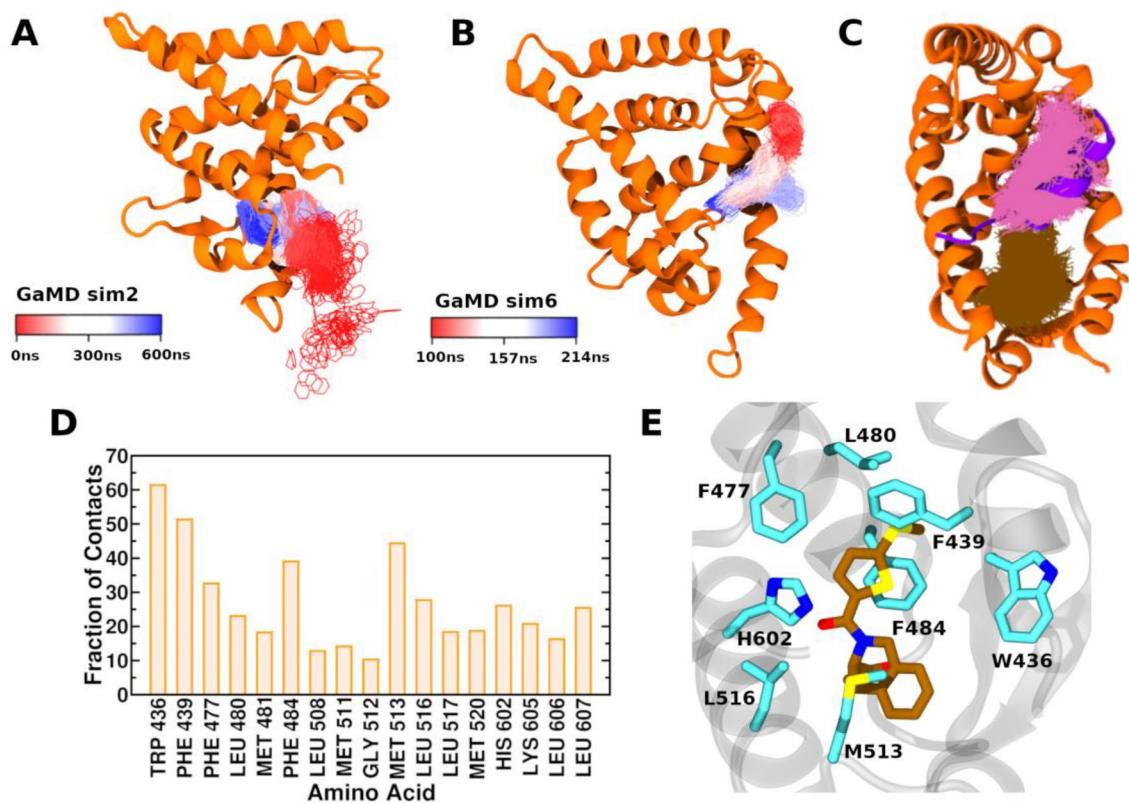 A
B
C
GaMD sim2
0ns 300ns 600ns
GaMD sim6
100ns 157ns 214ns
D
Fraction of Contacts
70
60
50
40
30
20
10
0
TRP 436
PHE 439
PHE 477
LEU 480
MET 481
PHE 484
LEU 508
MET 511
GLY 512
MET 513
LEU 516
LEU 517
MET 520
HIS 602
LYS 605
LEU 606
LEU 607
Amino Acid
E
L480
F477
F439
F484
H602
W436
L516
M513